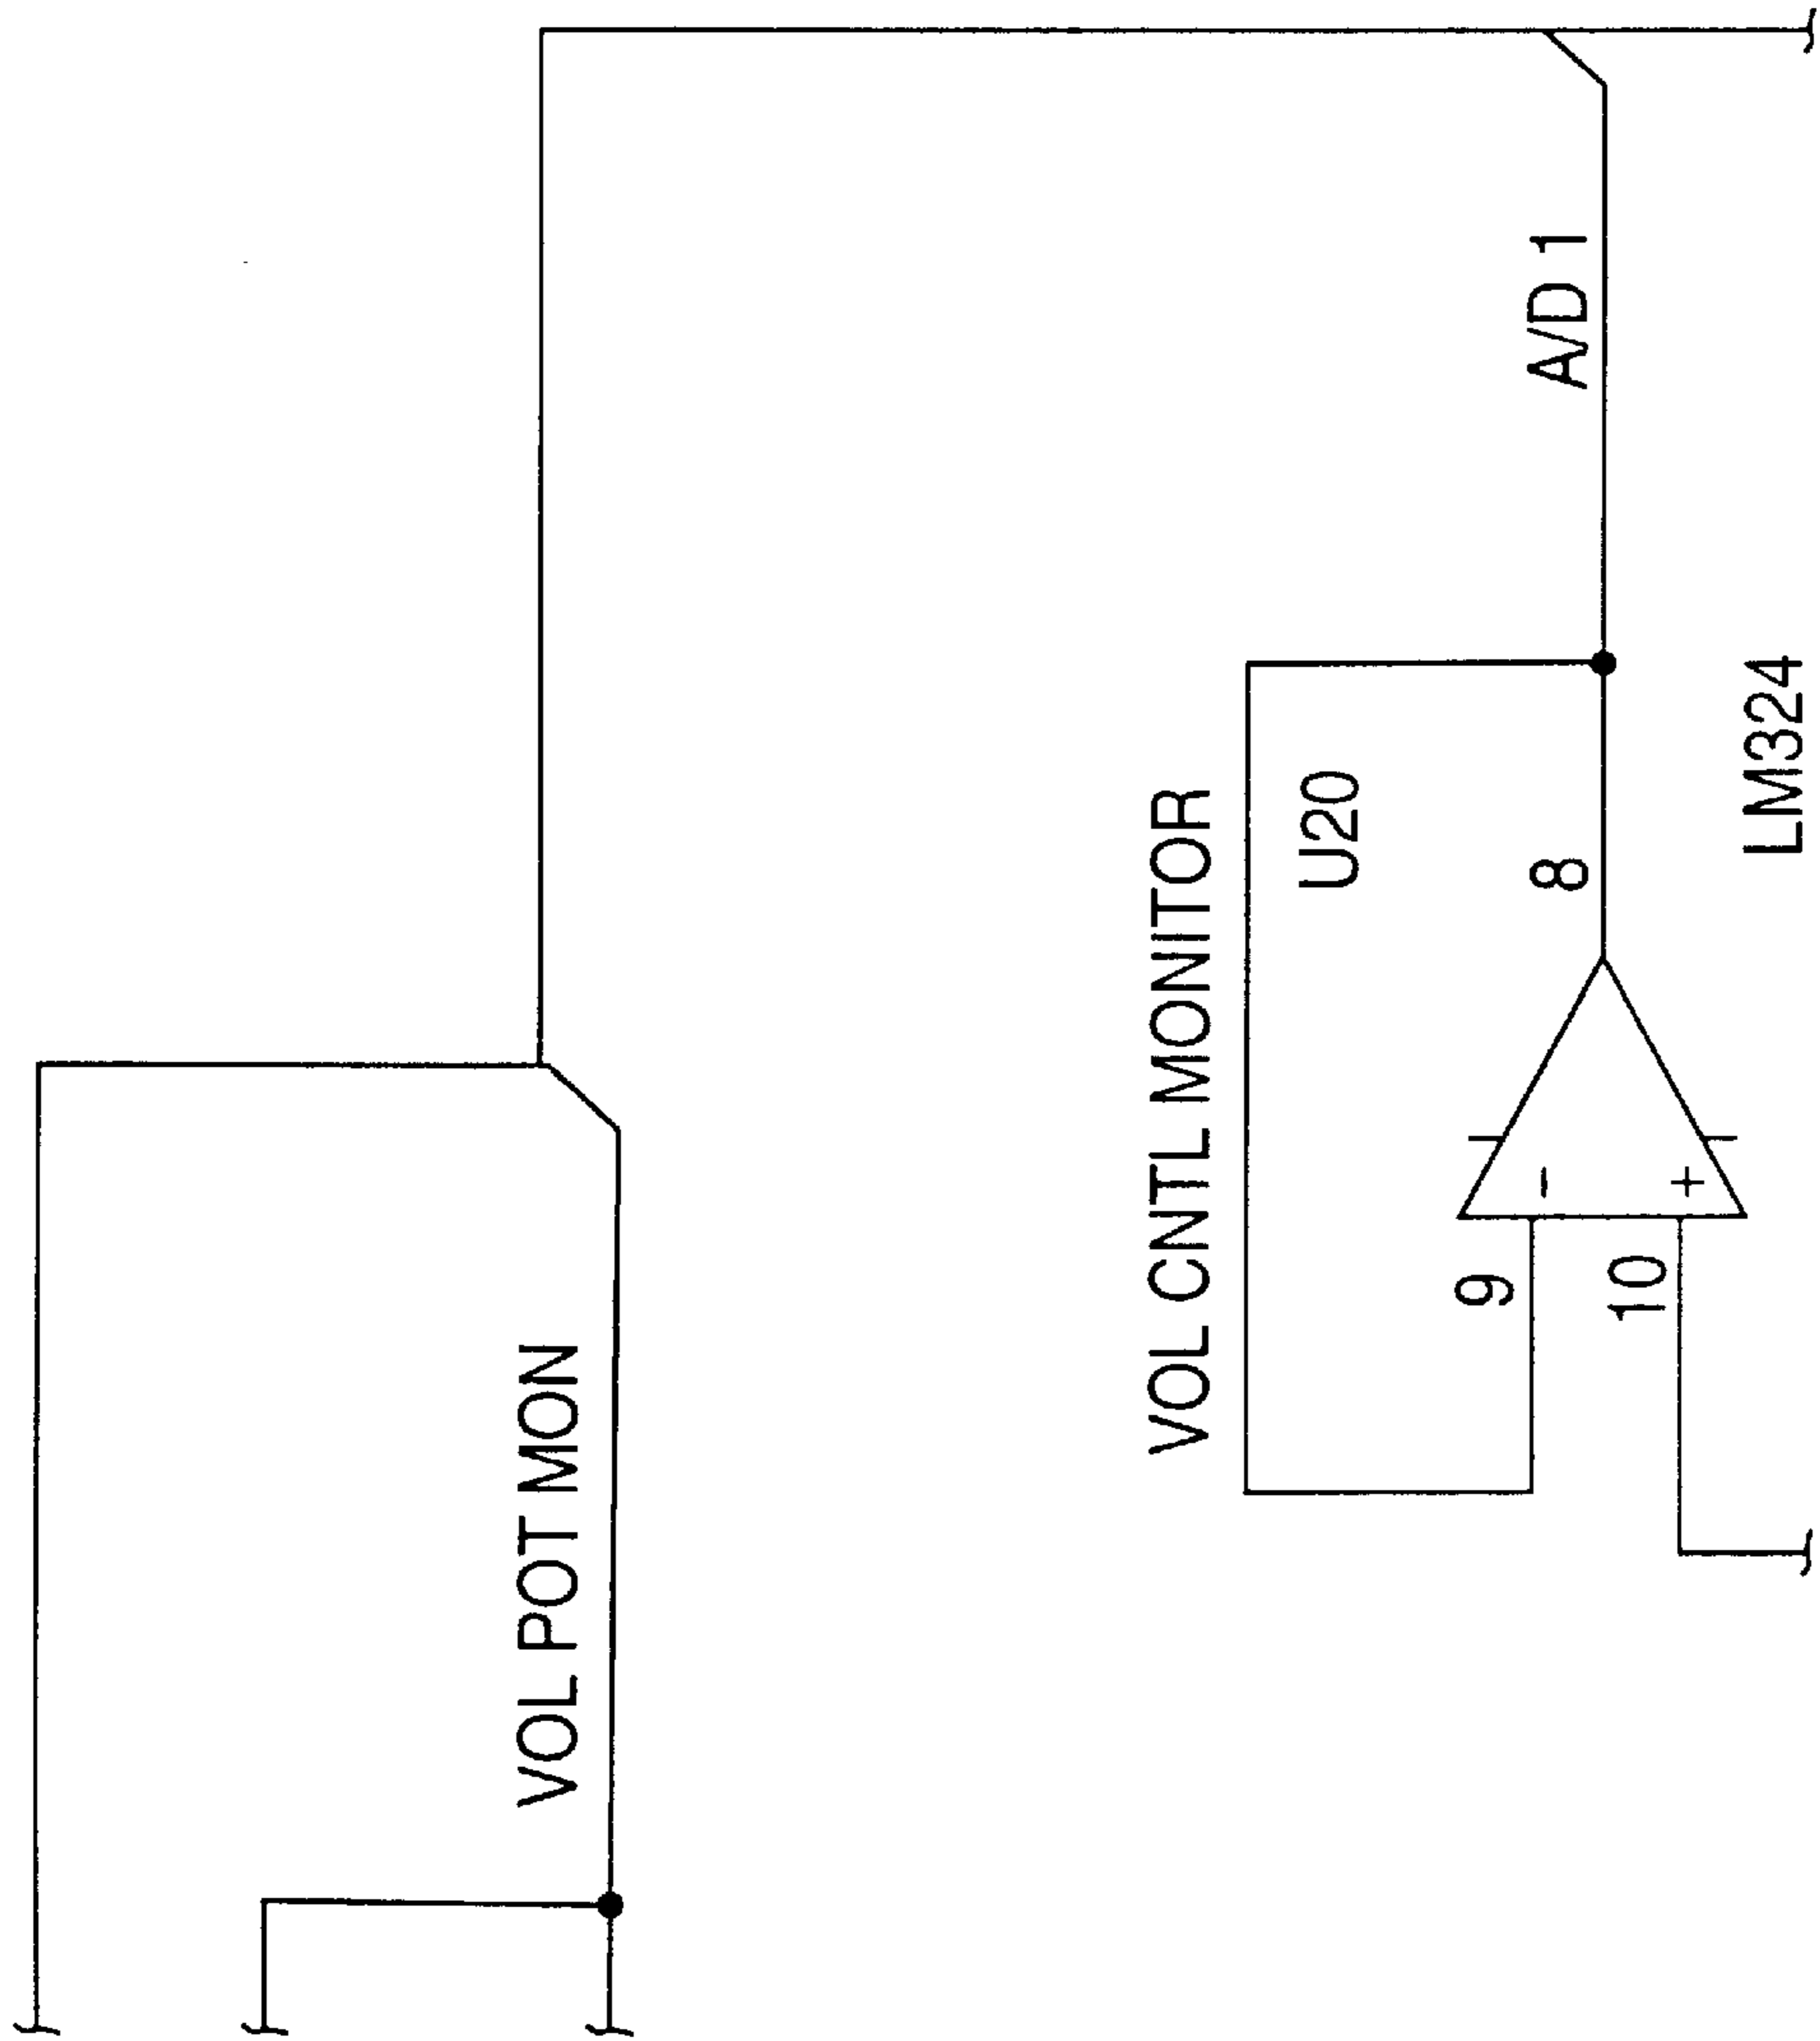 VOL POT MON
VOL CNTL MONITOR
U20
9
-
8
A/D 1
10
+
LM324